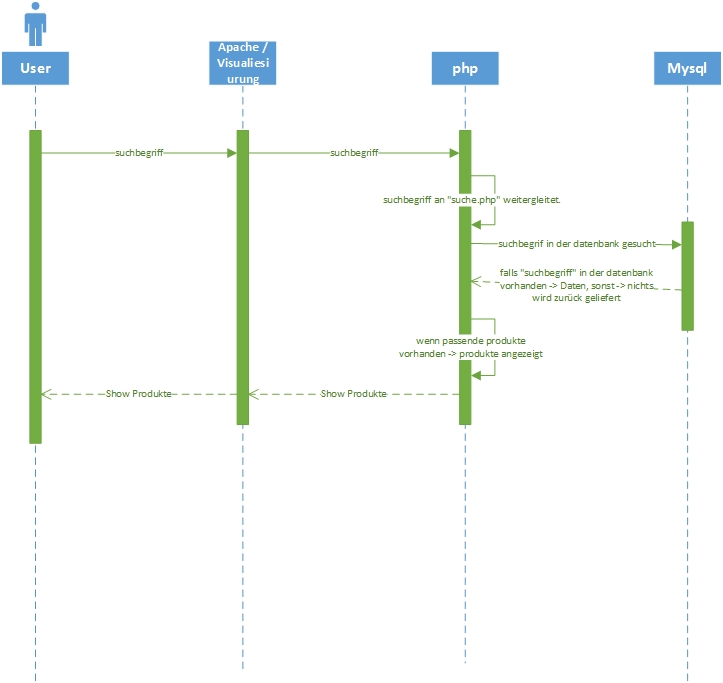 User
Apache /
Visualiesi
urung
php
Mysql
suchbegriff
suchbegriff
suchbegriff an "suche.php" weitergleitet.
suchbegrif in der datenbank gesucht
falls "suchbegriff" in der datenbank
vorhanden -> Daten, sonst -> nichts
wird zurück geliefert
wenn passende produkte
vorhanden -> produkte angezeigt
Show Produkte
Show Produkte